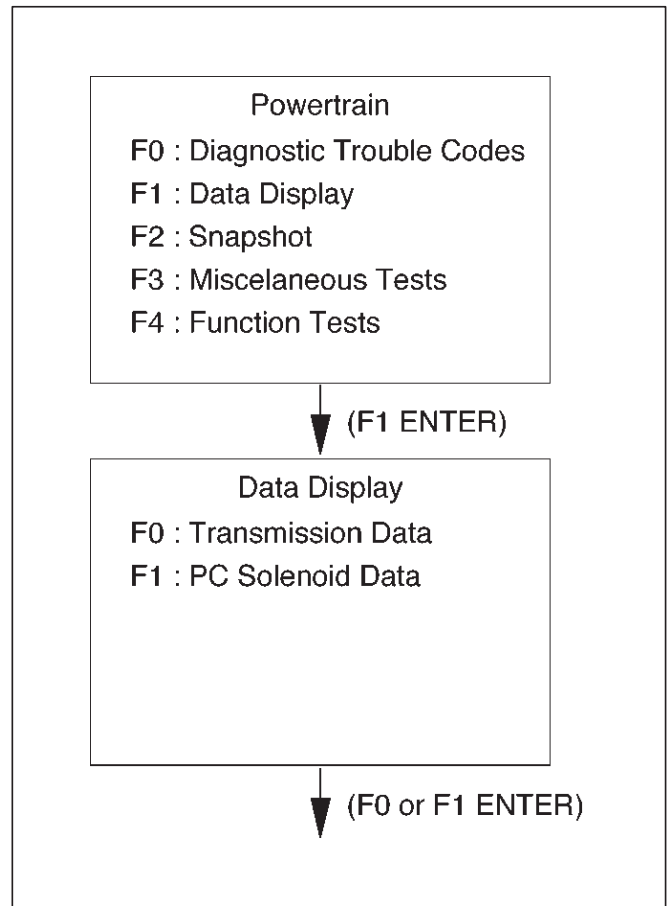 Powertrain
F0 : Diagnostic Trouble Codes
F1 : Data Display
F2 : Snapshot
F3 : Miscelaneous Tests
F4 : Function Tests
(F1 ENTER)
Data Display
F0 : Transmission Data
F1 : PC Solenoid Data
(F0 or F1 ENTER)